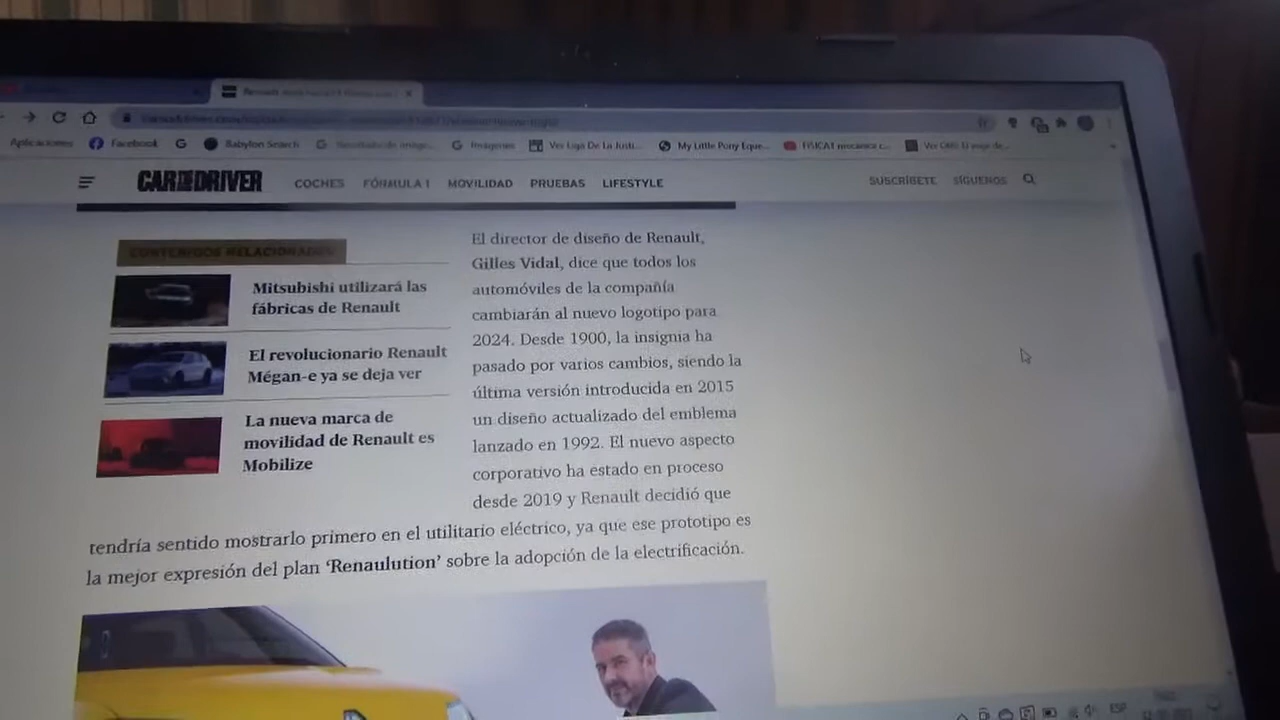 Aplicaciones Facebook G Babylon Search Imágenes Ver Liga De La Justi... My Little Pony Eque... FISICA1 mecánica c...
CAR AND DRIVER COCHES FÓRMULA 1 MOVILIDAD PRUEBAS LIFESTYLE SUSCRÍBETE SÍGUENOS
CONTENIDOS RELACIONADOS
Mitsubishi utilizará las
fábricas de Renault
El revolucionario Renault
Mégan-e ya se deja ver
La nueva marca de
movilidad de Renault es
Mobilize
El director de diseño de Renault,
Gilles Vidal, dice que todos los
automóviles de la compañía
cambiarán al nuevo logotipo para
2024. Desde 1900, la insignia ha
pasado por varios cambios, siendo la
última versión introducida en 2015
un diseño actualizado del emblema
lanzado en 1992. El nuevo aspecto
corporativo ha estado en proceso
desde 2019 y Renault decidió que
tendría sentido mostrarlo primero en el utilitario eléctrico, ya que ese prototipo es
la mejor expresión del plan ‘Renaulution’ sobre la adopción de la electrificación.
ESP